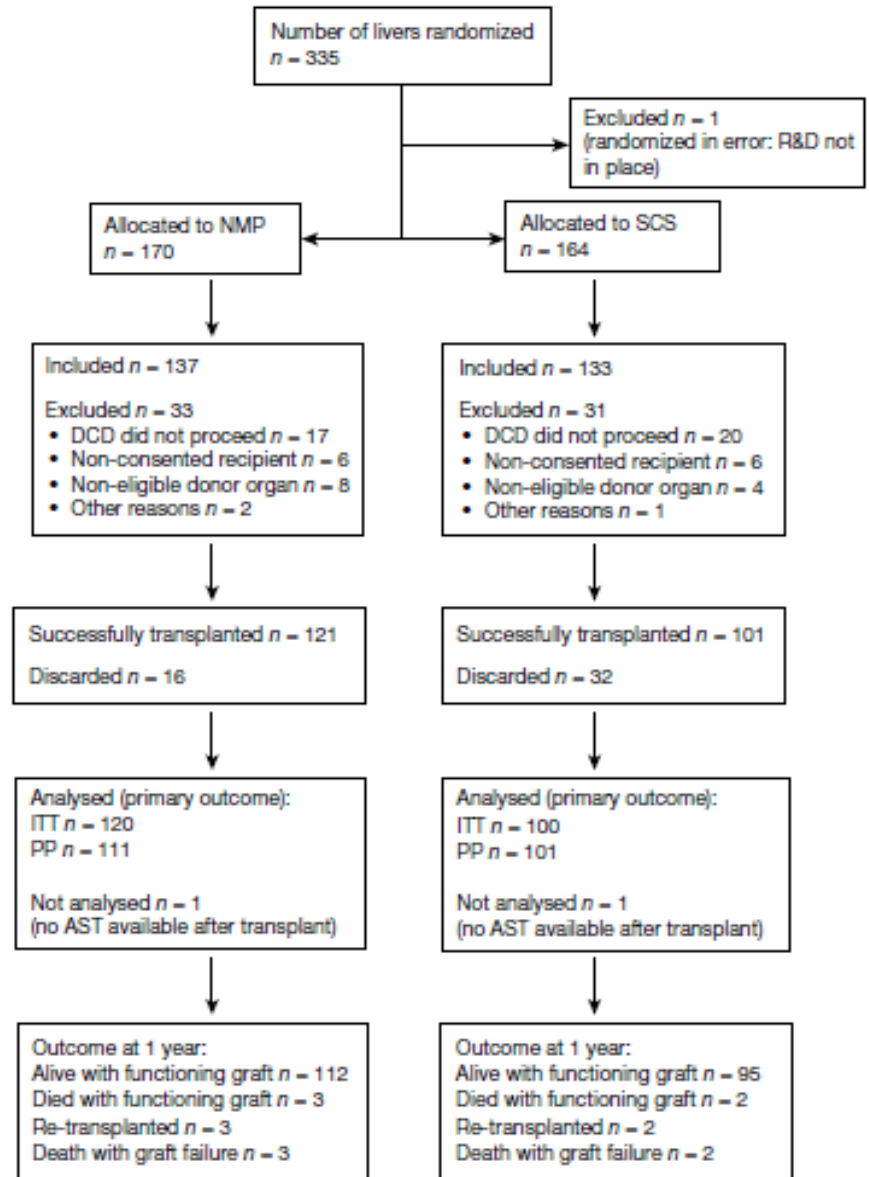 Number of livers randomized
n = 335
Excluded n = 1
(randomized in error: R&D not
in place)
Allocated to NMP
n = 170
Allocated to SCS
n = 164
Included n = 137
Excluded n = 33
• DCD did not proceed n = 17
• Non-consented recipient n = 6
• Non-eligible donor organ n = 8
• Other reasons n = 2
Included n = 133
Excluded n = 31
• DCD did not proceed n = 20
• Non-consented recipient n = 6
• Non-eligible donor organ n = 4
• Other reasons n = 1
Successfully transplanted n = 121
Discarded n = 16
Successfully transplanted n = 101
Discarded n = 32
Analysed (primary outcome):
ITT n = 120
PP n = 111
Not analysed n = 1
(no AST available after transplant)
Analysed (primary outcome):
ITT n = 100
PP n = 101
Not analysed n = 1
(no AST available after transplant)
Outcome at 1 year:
Alive with functioning graft n = 112
Died with functioning graft n = 3
Re-transplanted n = 3
Death with graft failure n = 3
Outcome at 1 year:
Alive with functioning graft n = 95
Died with functioning graft n = 2
Re-transplanted n = 2
Death with graft failure n = 2